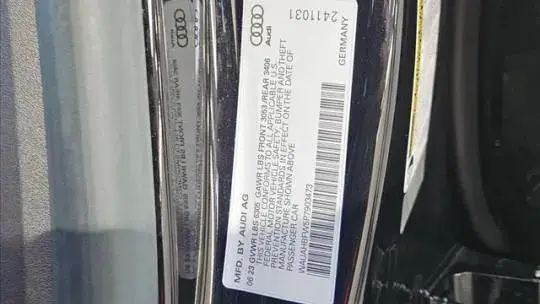 MFD. BY AUDI AG
06 23 GVWR LBS 6305 GAWR LBS FRONT 3053 /REAR 3406
THIS VEHICLE CONFORMS TO ALL APPLICABLE U.S.
FEDERAL MOTOR VEHICLE SAFETY, BUMPER AND THEFT
PREVENTION STANDARDS IN EFFECT ON THE DATE OF
MANUFACTURE SHOWN ABOVE
PASSENGER CAR
GERMANY
Audi
2411031